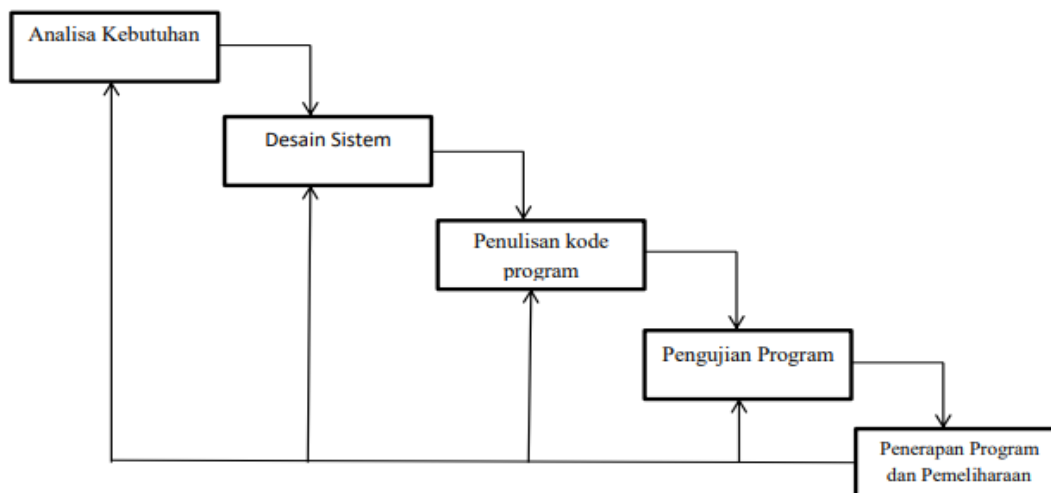 Analisa Kebutuhan
Desain Sistem
Penulisan kode
program
Pengujian Program
Penerapan Program
dan Pemeliharaan